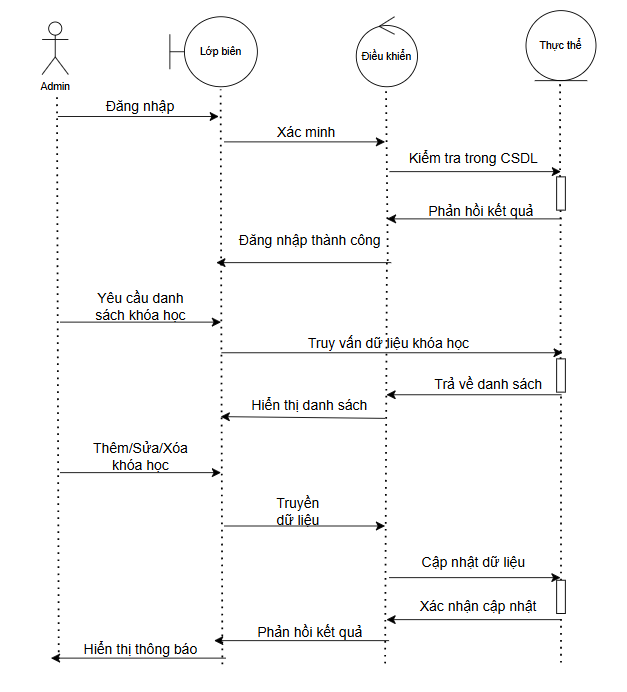 Lớp biên
Điều khiển
Thực thể
Admin
Đăng nhập
Xác minh
Kiểm tra trong CSDL
Phản hồi kết quả
Đăng nhập thành công
Yêu cầu danh
sách khóa học
Truy vấn dữ liệu khóa học
Trả về danh sách
Hiển thị danh sách
Thêm/Sửa/Xóa
khóa học
Truyền
dữ liệu
Cập nhật dữ liệu
Xác nhận cập nhật
Phản hồi kết quả
Hiển thị thông báo